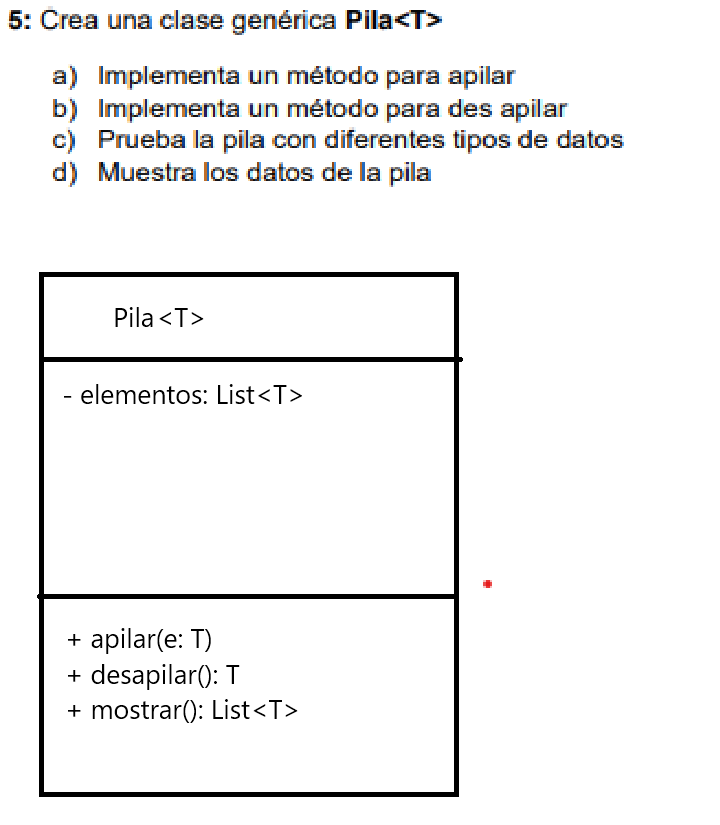 5: Crea una clase genérica Pila<T>
a) Implementa un método para apilar
b) Implementa un método para des apilar
c) Prueba la pila con diferentes tipos de datos
d) Muestra los datos de la pila
Pila <T>
- elementos: List<T>
+ apilar(e: T)
+ desapilar(): T
+ mostrar(): List<T>